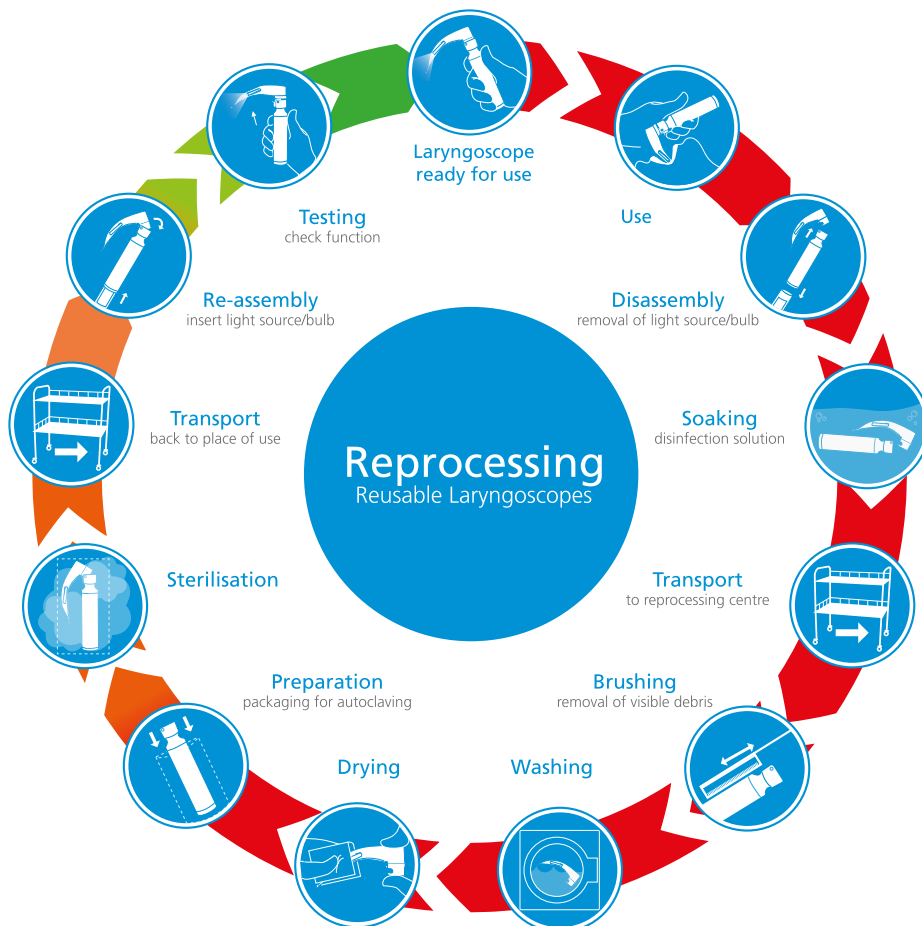 Laryngoscope
ready for use
Use
Disassembly
removal of light source/bulb
Soaking
disinfection solution
Transport
to reprocessing centre
Brushing
removal of visible debris
Washing
Drying
Preparation
packaging for autoclaving
Sterilisation
Transport
back to place of use
Re-assembly
insert light source/bulb
Testing
check function
Reprocessing
Reusable Laryngoscopes